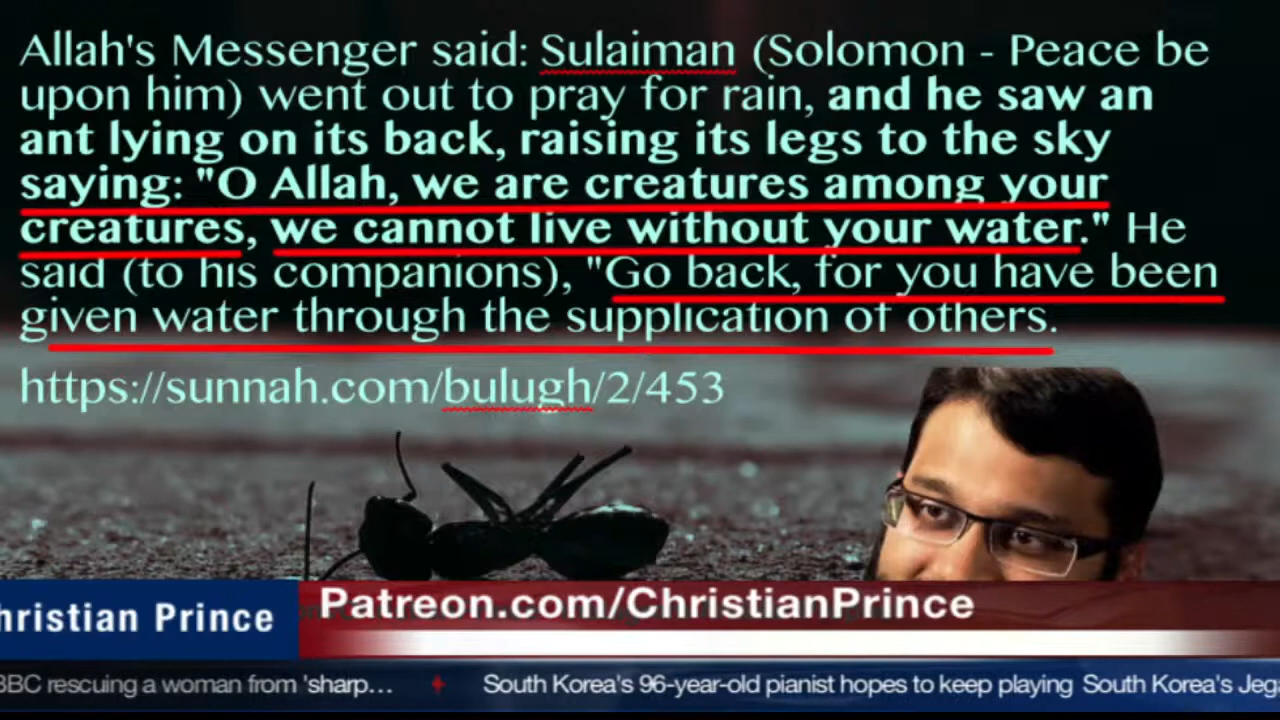 Allah's Messenger said: Sulaiman (Solomon - Peace be
upon him) went out to pray for rain, and he saw an
ant lying on its back, raising its legs to the sky
saying: "O Allah, we are creatures among your
creatures, we cannot live without your water." He
said (to his companions), "Go back, for you have been
given water through the supplication of others.
https://sunnah.com/bulugh/2/453
hristian Prince
Patreon.com/ChristianPrince
BBC rescuing a woman from 'sharp... South Korea's 96-year-old pianist hopes to keep playing South Korea's Jeg